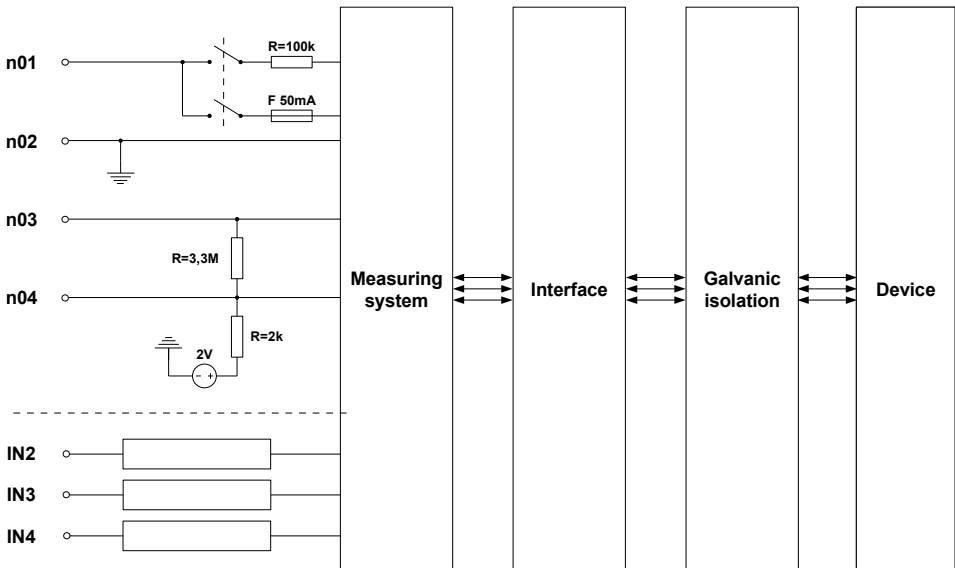 n01
R=100k
F 50mA
n02
n03
R=3,3M
n04
R=2k
2V
- +
Measuring
system
Interface
Galvanic
isolation
Device
IN2
IN3
IN4